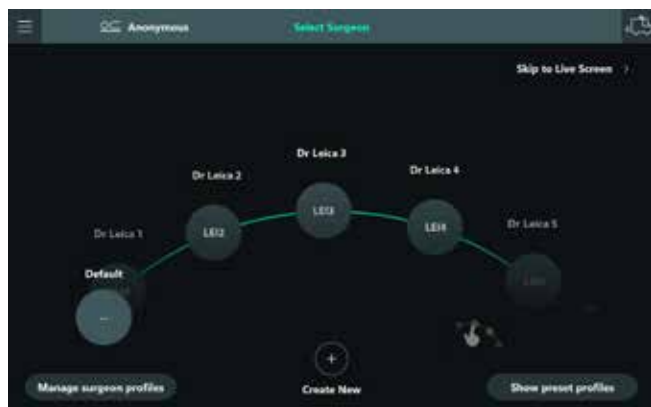 Anonymous
Select Surgeon
Skip to Live Screen
Dr Leica 3
Dr Leica 2
Dr Leica 4
LEI3
LEI2
LEI4
Dr Leica 1
Dr Leica 5
Default
--
Create New
Manage surgeon profiles
Show preset profiles